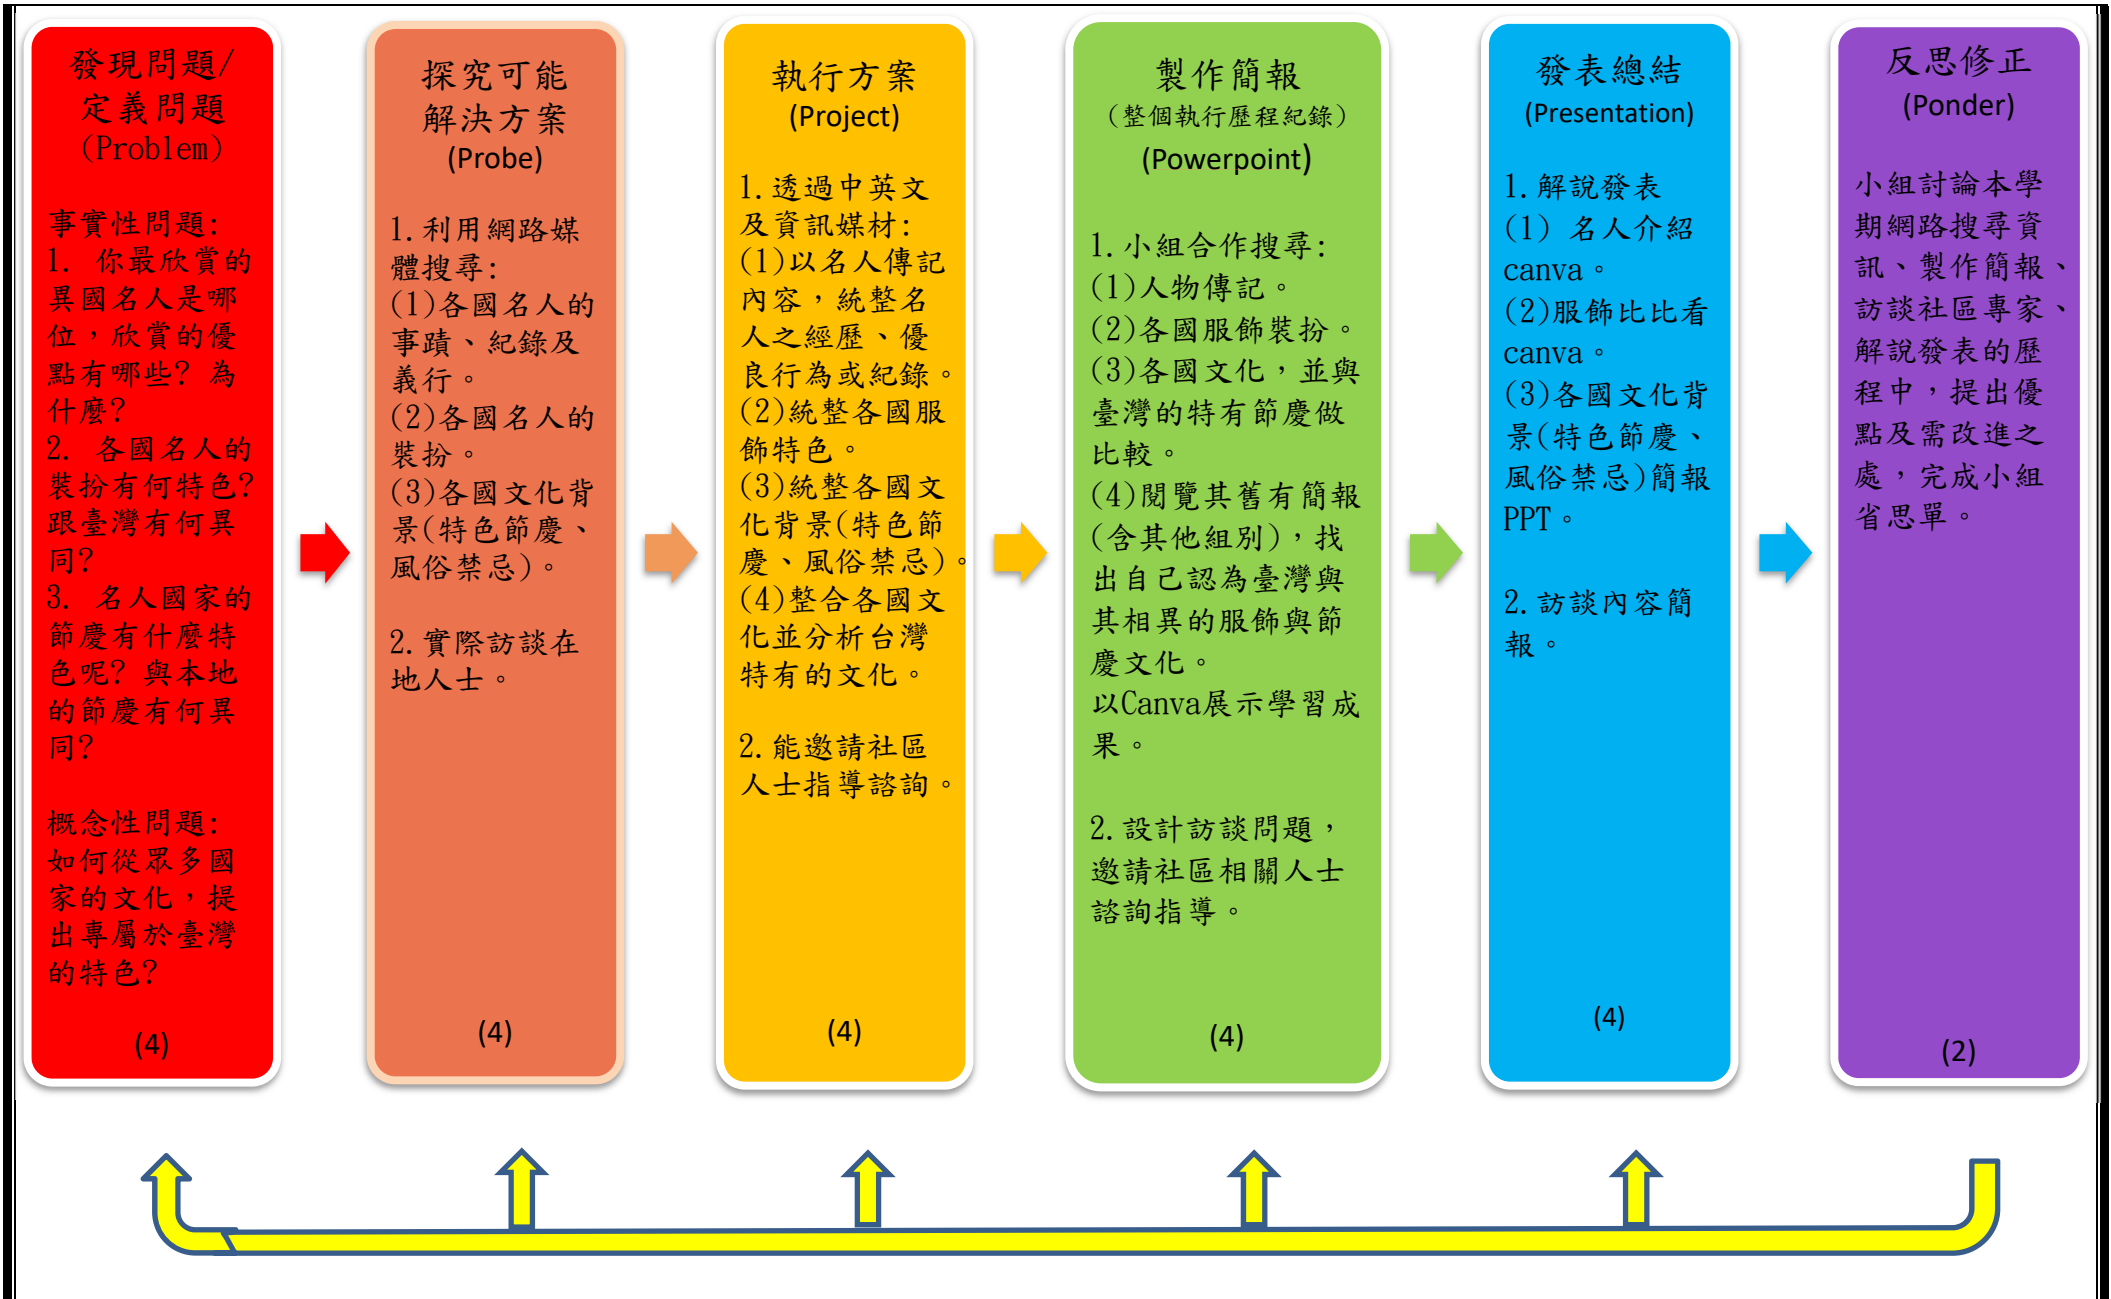 發現問題/
定義問題
(Problem)
事實性問題:
1. 你最欣賞的
異國名人是哪
位，欣賞的優
點有哪些? 為
什麼?
2. 各國名人的
裝扮有何特色?
跟臺灣有何異
同?
3. 名人國家的
節慶有什麼特
色呢? 與本地
的節慶有何異
同?
概念性問題:
如何從眾多國
家的文化，提
出專屬於臺灣
的特色?
(4)
探究可能
解決方案
(Probe)
1.利用網路媒
體搜尋:
(1)各國名人的
事蹟、紀錄及
義行。
(2)各國名人的
裝扮。
(3)各國文化背
景(特色節慶、
風俗禁忌)。
2.實際訪談在
地人士。
(4)
執行方案
(Project)
1.透過中英文
及資訊媒材:
(1)以名人傳記
內容，統整名
人之經歷、優
良行為或紀錄。
(2)統整各國服
飾特色。
(3)統整各國文
化背景(特色節
慶、風俗禁忌)。
(4)整合各國文
化並分析台灣
特有的文化。
2.能邀請社區
人士指導諮詢。
(4)
製作簡報
（整個執行歷程紀錄）
(Powerpoint)
1.小組合作搜尋:
(1)人物傳記。
(2)各國服飾裝扮。
(3)各國文化，並與
臺灣的特有節慶做
比較。
(4)閱覽其舊有簡報
(含其他組別)，找
出自己認為臺灣與
其相異的服飾與節
慶文化。
以Canva展示學習成
果。
2.設計訪談問題，
邀請社區相關人士
諮詢指導。
(4)
發表總結
(Presentation)
1.解說發表
(1) 名人介紹
canva。
(2)服飾比比看
canva。
(3)各國文化背
景(特色節慶、
風俗禁忌)簡報
PPT。
2.訪談內容簡
報。
(4)
反思修正
(Ponder)
小組討論本學
期網路搜尋資
訊、製作簡報、
訪談社區專家、
解說發表的歷
程中，提出優
點及需改進之
處，完成小組
省思單。
(2)